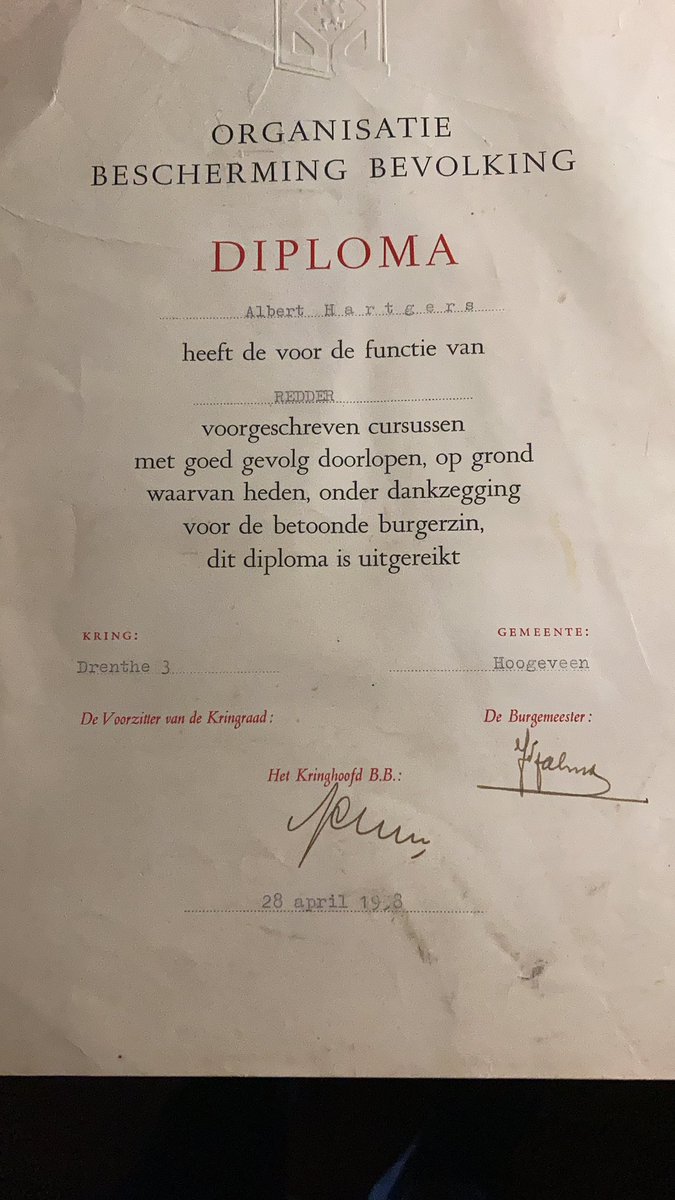 ORGANISATIE
BESCHERMING BEVOLKING
DIPLOMA
Albert Hartgers
heeft de voor de functie van
REDDER
voorgeschreven cursussen
met goed gevolg doorlopen, op grond
waarvan heden, onder dankzegging
voor de betoonde burgerzin,
dit diploma is uitgereikt
KRING:
GEMEENTE:
Drenthe 3
Hoogeveen
De Voorzitter van de Kringraad:
De Burgemeester:
Het Kringhoofd B.B.:
28 april